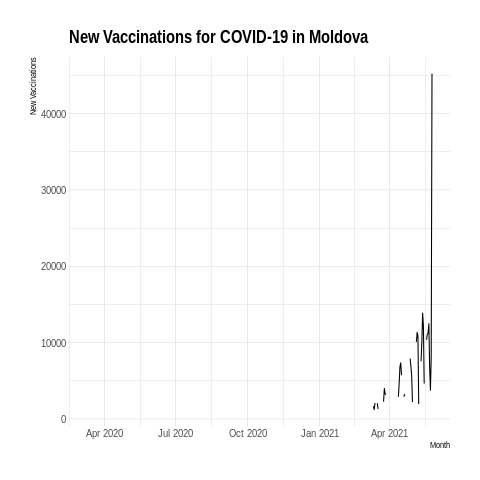 New Vaccinations for COVID-19 in Moldova
New Vaccinations
40000
30000
20000
10000
0
Apr 2020
Jul 2020
Oct 2020
Jan 2021
Apr 2021
Month